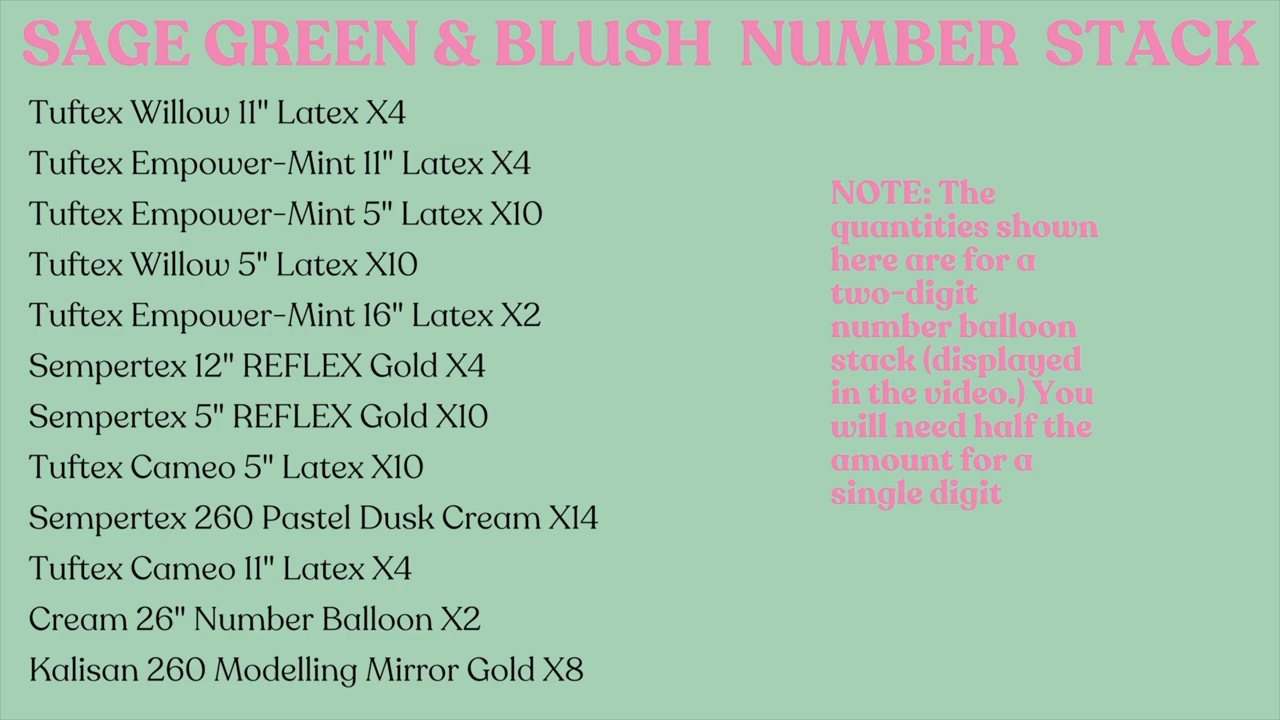 SAGE GREEN & BLUSH NUMBER STACK
Tuftex Willow 11" Latex X4
Tuftex Empower-Mint 11" Latex X4
Tuftex Empower-Mint 5" Latex X10
Tuftex Willow 5" Latex X10
Tuftex Empower-Mint 16" Latex X2
Sempertex 12" REFLEX Gold X4
Sempertex 5" REFLEX Gold X10
Tuftex Cameo 5" Latex X10
Sempertex 260 Pastel Dusk Cream X14
Tuftex Cameo 11" Latex X4
Cream 26" Number Balloon X2
Kalisan 260 Modelling Mirror Gold X8
NOTE: The
quantities shown
here are for a
two-digit
number balloon
stack (displayed
in the video.) You
will need half the
amount for a
single digit